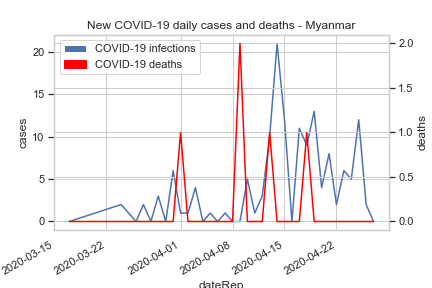 New COVID-19 daily cases and deaths - Myanmar
COVID-19 infections
COVID-19 deaths
cases
20
15
10
5
0
deaths
2.0
1.5
1.0
0.5
0.0
2020-03-15
2020-03-22
2020-04-01
2020-04-08
2020-04-15
2020-04-22
dateRep